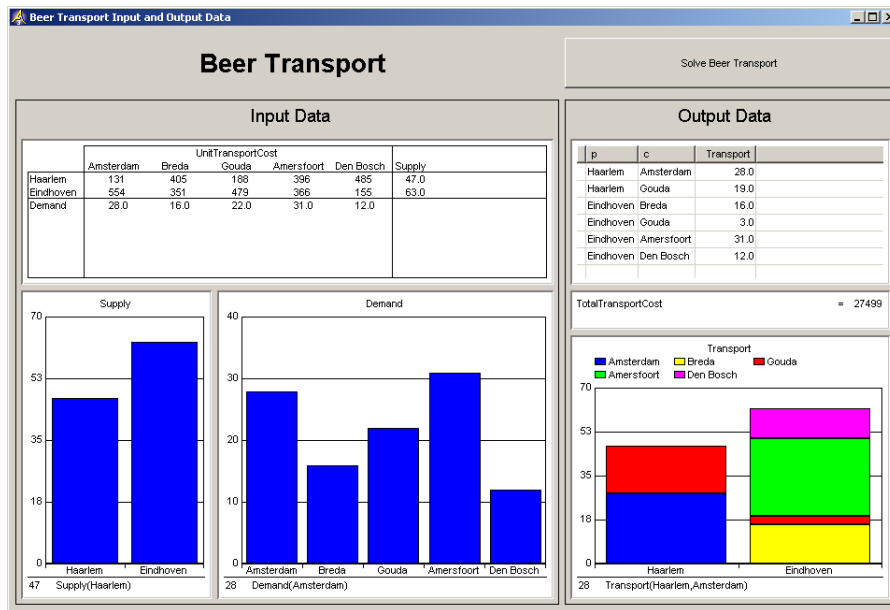 Beer Transport Input and Output Data
Beer Transport
Solve Beer Transport
Input Data
UnitTransportCost
Amsterdam Breda Gouda Amersfoort Den Bosch Supply
Haarlem 131 405 188 396 485 47.0
Eindhoven 554 351 479 366 155 63.0
Demand 28.0 16.0 22.0 31.0 12.0
Supply
70
53
35
18
0
Haarlem Eindhoven
47 Supply(Haarlem)
Demand
40
30
20
10
0
Amsterdam Breda Gouda Amersfoort Den Bosch
28 Demand(Amsterdam)
Output Data
p c Transport
Haarlem Amsterdam 28.0
Haarlem Gouda 19.0
Eindhoven Breda 16.0
Eindhoven Gouda 3.0
Eindhoven Amersfoort 31.0
Eindhoven Den Bosch 12.0
TotalTransportCost = 27499
Transport
Amsterdam Breda Gouda
Amersfoort Den Bosch
70
53
35
18
0
Haarlem Eindhoven
28 Transport(Haarlem,Amsterdam)